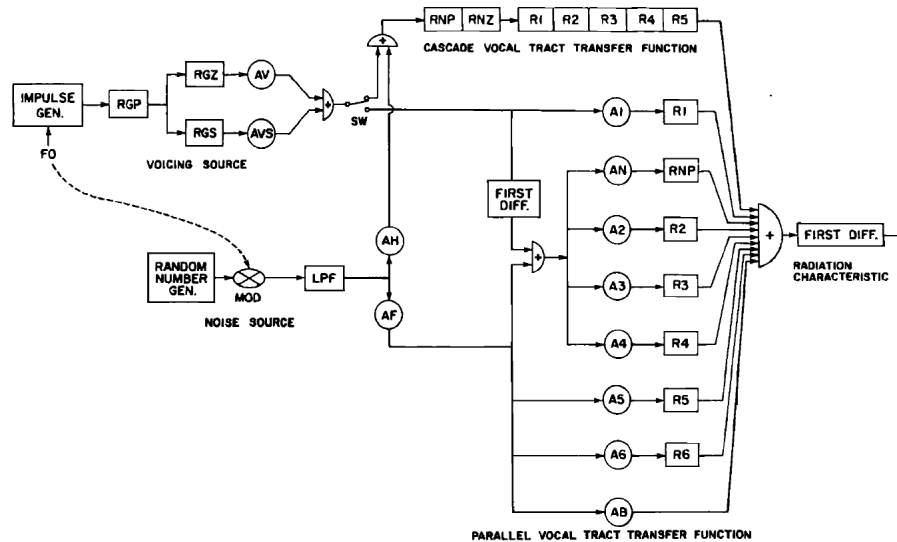 RNP RNZ R1 R2 R3 R4 R5
CASCADE VOCAL TRACT TRANSFER FUNCTION
IMPULSE
GEN.
RGP
RGZ
AV
RGS
AVS
+
+
SW
VOICING SOURCE
F0
A1
R1
FIRST
DIFF.
AN
RNP
A2
R2
+
A3
R3
A4
R4
A5
R5
A6
R6
AB
+
FIRST DIFF.
RADIATION
CHARACTERISTIC
RANDOM
NUMBER
GEN.
MOD
LPF
AH
AF
NOISE SOURCE
PARALLEL VOCAL TRACT TRANSFER FUNCTION